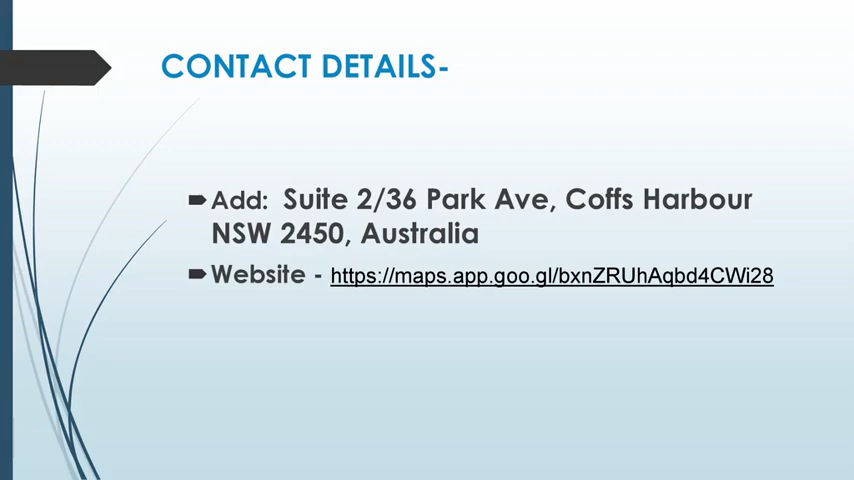 CONTACT DETAILS-
Add: Suite 2/36 Park Ave, Coffs Harbour
NSW 2450, Australia
Website - https://maps.app.goo.gl/bxnZRUhAqbd4CWi28